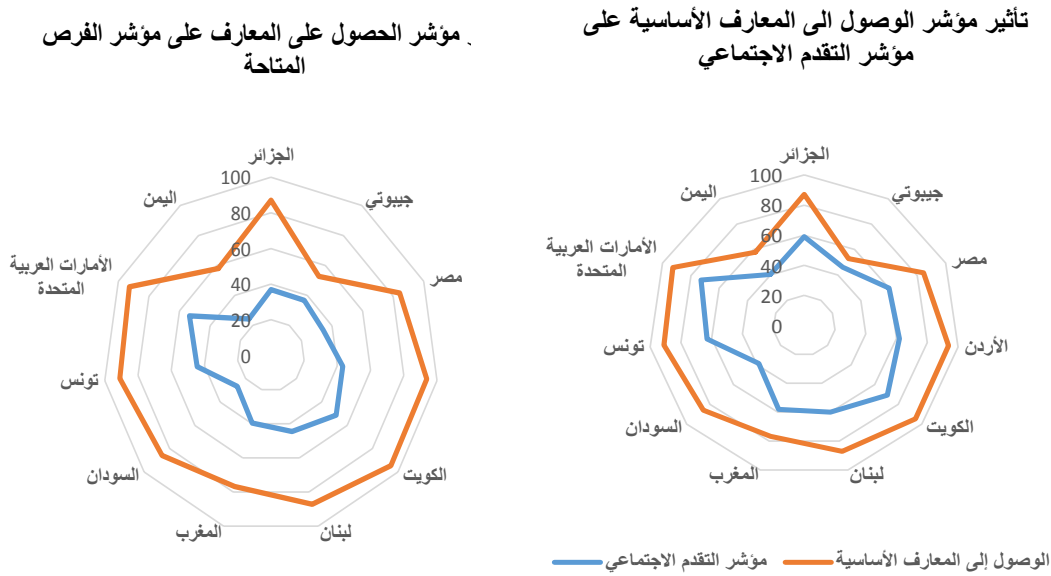 تأثير مؤشر الوصول الى المعارف الأساسية على
مؤشر التقدم الاجتماعي
الجزائر
جيبوتي
مصر
الأردن
الكويت
لبنان
المغرب
السودان
تونس
الأمارات العربية
المتحدة
اليمن
100
80
60
40
20
0
الوصول إلى المعارف الأساسية
مؤشر التقدم الاجتماعي
مؤشر الحصول على المعارف على مؤشر الفرص
المتاحة
الجزائر
جيبوتي
مصر
الكويت
لبنان
المغرب
السودان
تونس
الأمارات العربية
المتحدة
اليمن
100
80
60
40
20
0